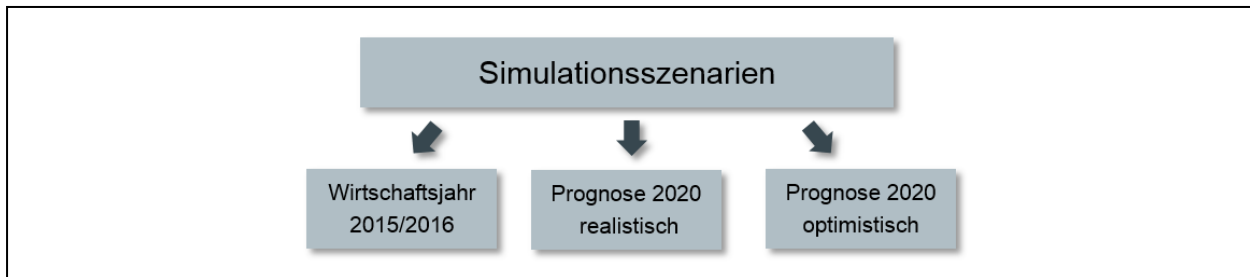 Simulationsszenarien
Wirtschaftsjahr
2015/2016
Prognose 2020
realistisch
Prognose 2020
optimistisch